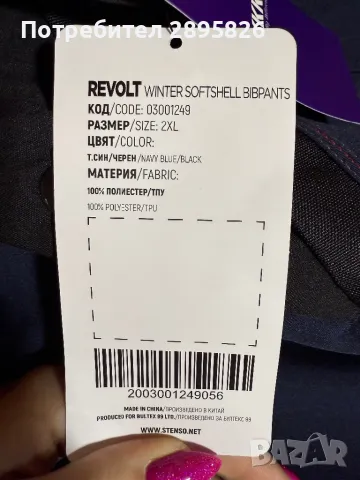 Потребител 2895826
REVOLT WINTER SOFTSHELL BIBPANTS
КОД/CODE: 03001249
РАЗМЕР/SIZE: 2XL
ЦВЯТ/COLOR:
Т.СИН/ЧЕРЕН /NAVY BLUE/BLACK
МАТЕРИЯ/FABRIC:
100% ПОЛИЕСТЕР/ТПУ
100% POLYESTER/TPU
2003001249056
MADE IN CHINA/ПРОИЗВЕДЕНО В КИТАЙ
PRODUCED FOR BULTEX 99 LTD./ПРОИЗВЕДЕНО ЗА БУЛТЕКС 99
WWW.STENSO.NET
BAZAR